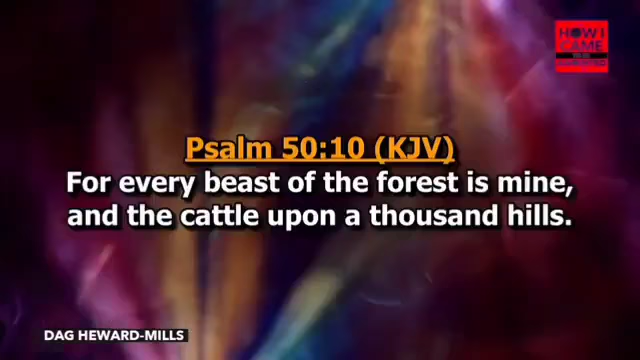 HOW I
CAME
Psalm 50:10 (KJV)
For every beast of the forest is mine,
and the cattle upon a thousand hills.
DAG HEWARD-MILLS